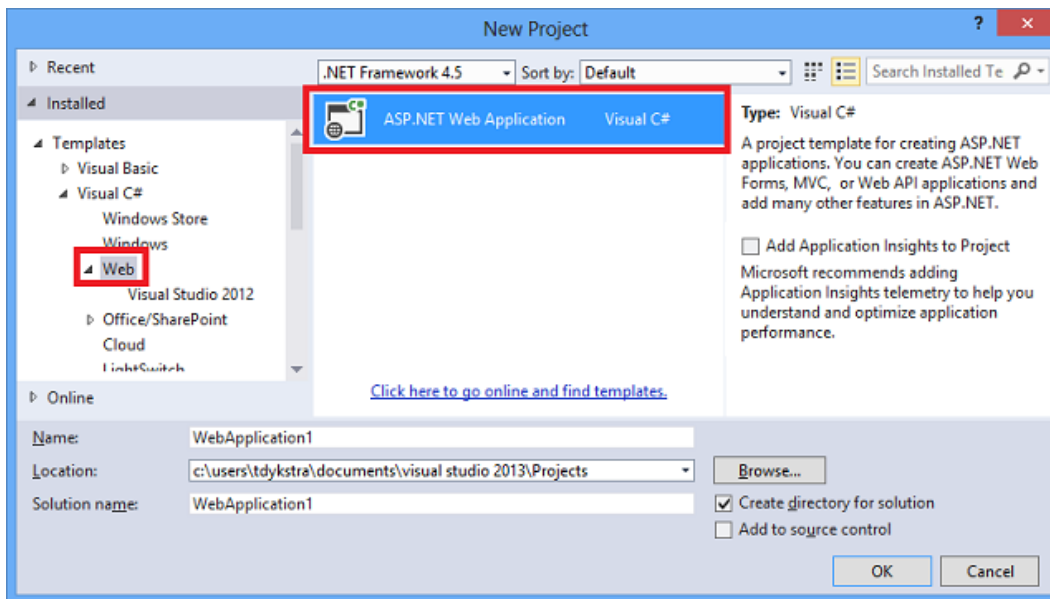 New Project
?
Recent
.NET Framework 4.5
Sort by: Default
Search Installed Te
Installed
Templates
Visual Basic
Visual C#
Windows Store
Windows
Web
Visual Studio 2012
Office/SharePoint
Cloud
LightSwitch
Online
ASP.NET Web Application Visual C#
Click here to go online and find templates.
Type: Visual C#
A project template for creating ASP.NET
applications. You can create ASP.NET Web
Forms, MVC, or Web API applications and
add many other features in ASP.NET.
Add Application Insights to Project
Microsoft recommends adding
Application Insights telemetry to help you
understand and optimize application
performance.
Name: WebApplication1
Location: c:\users\tdykstra\documents\visual studio 2013\Projects
Browse...
Solution name: WebApplication1
Create directory for solution
Add to source control
OK
Cancel